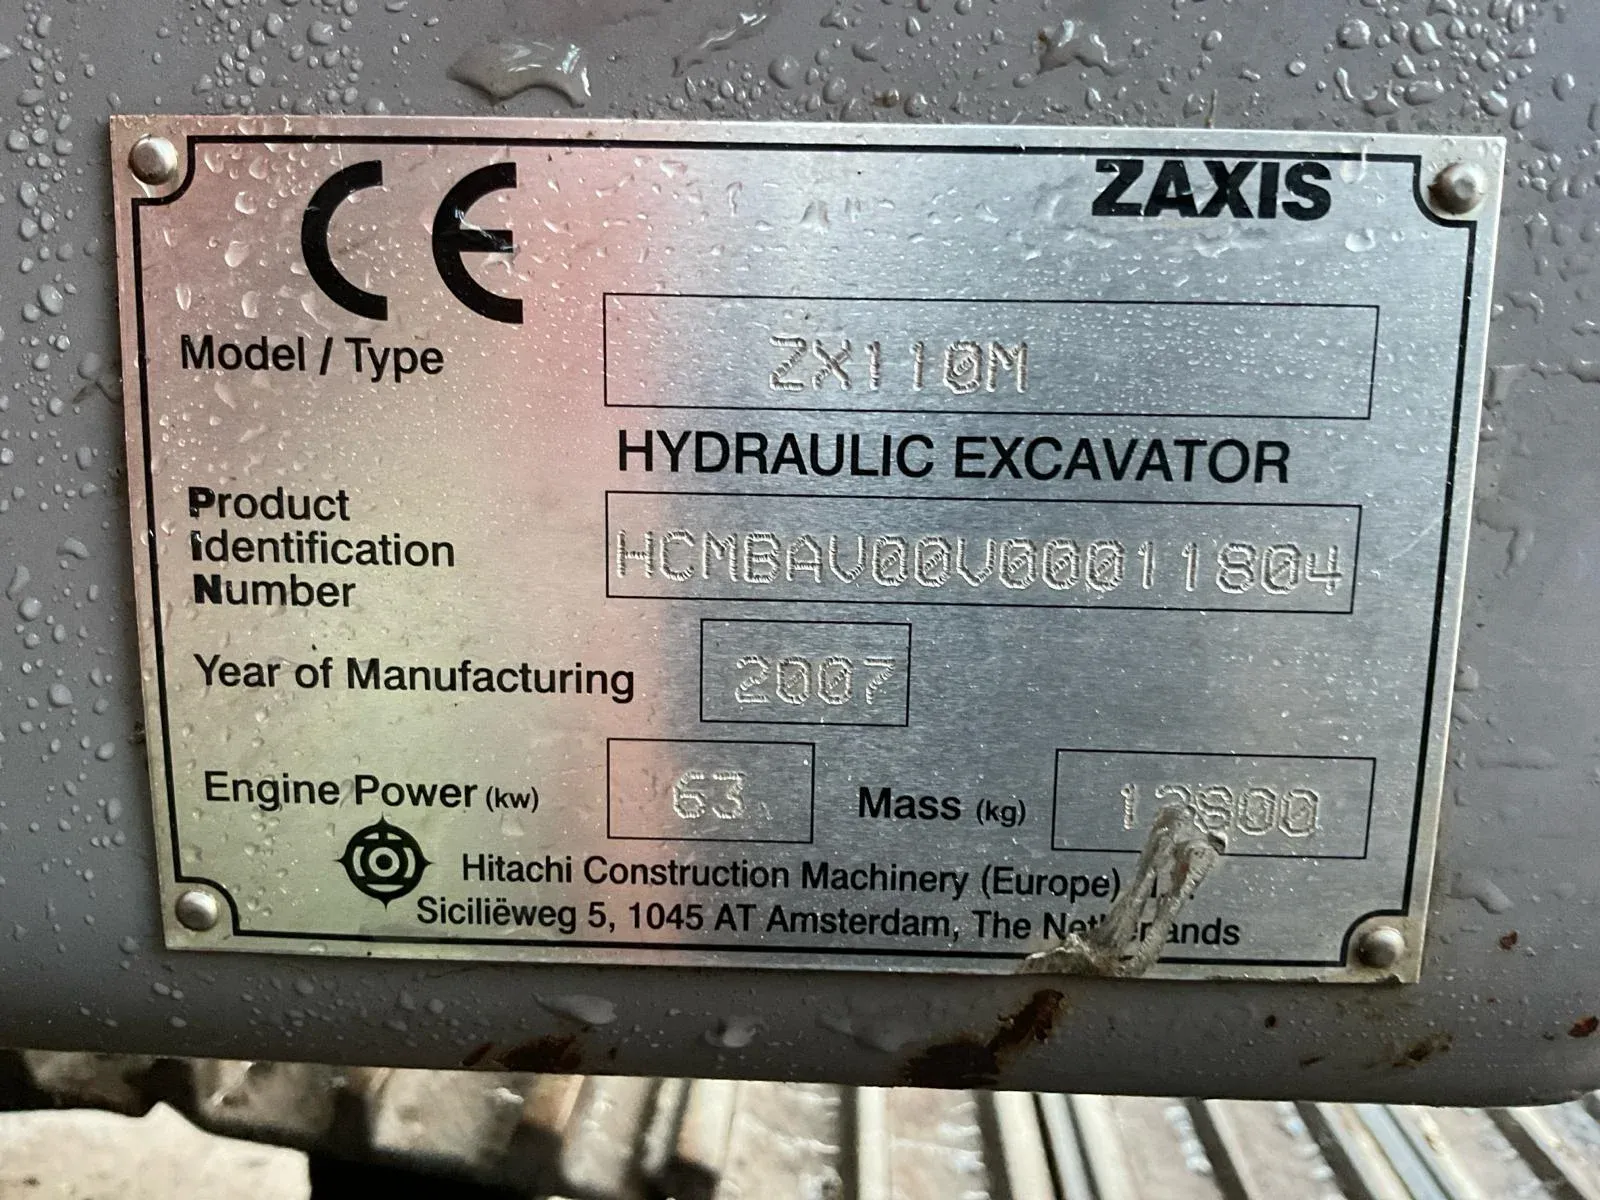 CE
ZAXIS
Model / Type ZX110M
HYDRAULIC EXCAVATOR
Product
Identification
Number
HCMBAV00V00011804
Year of Manufacturing 2007
Engine Power (kw) 63 Mass (kg)
Hitachi Construction Machinery (Europe)
Siciliëweg 5, 1045 AT Amsterdam, The Netherlands